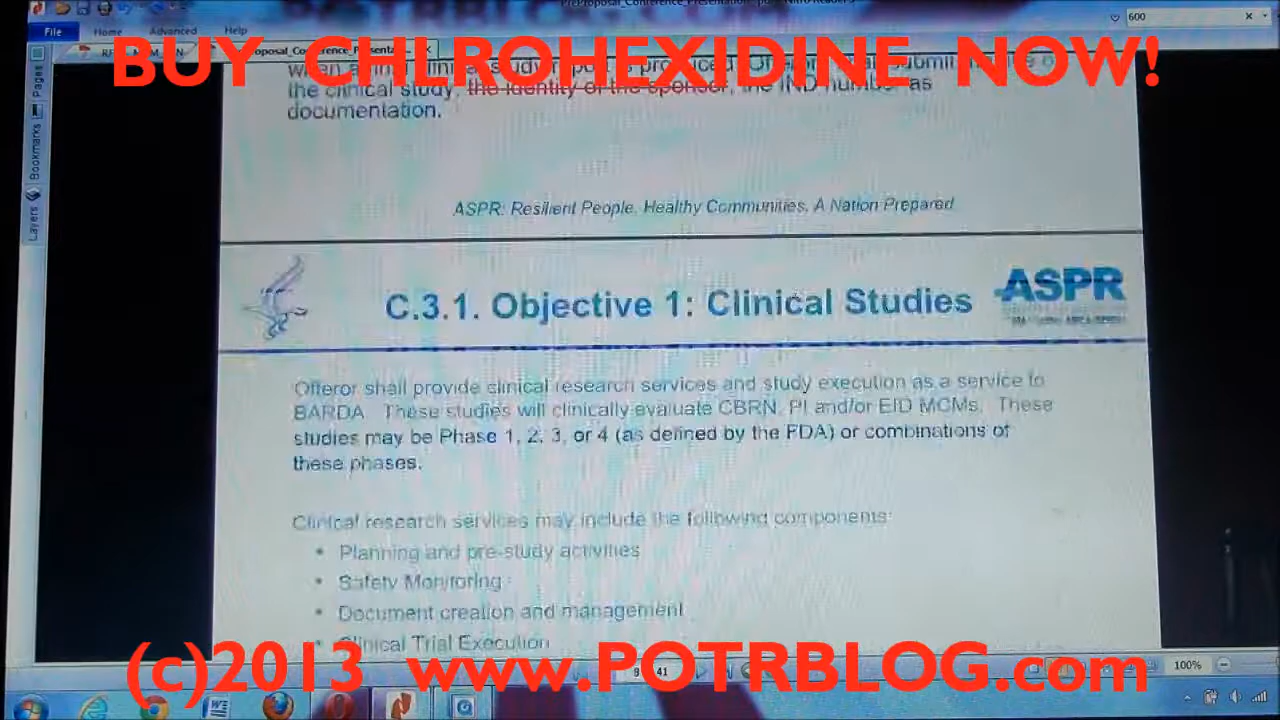 600
File Home Advanced Help
BUY CHLROHEXIDINE NOW!
the clinical study, the identity of the sponsor, the IND number as
documentation.
ASPR: Resilient People. Healthy Communities. A Nation Prepared
C.3.1. Objective 1: Clinical Studies
ASPR
Offeror shall provide clinical research services and study execution as a service to
BARDA. These studies will clinically evaluate CBRN, PI and/or EID MCMs. These
studies may be Phase 1, 2, 3, or 4 (as defined by the FDA) or combinations of
these phases.
Clinical research services may include the following components:
• Planning and pre-study activities
• Safety Monitoring
• Document creation and management
• Clinical Trial Execution
Pages
Bookmarks
Layers
(c)2013 www.POTRBLOG.com
41
100%